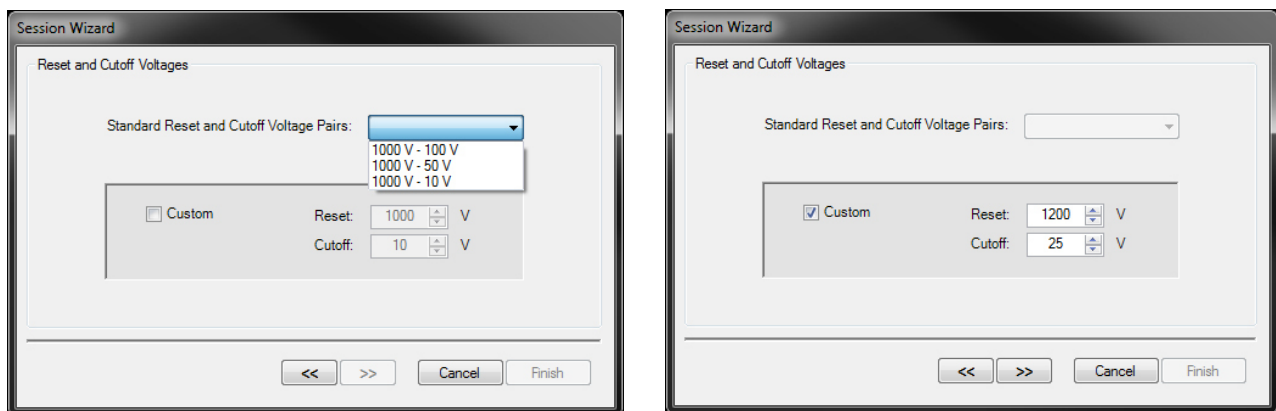 Session Wizard
Reset and Cutoff Voltages
Standard Reset and Cutoff Voltage Pairs:
1000 V - 100 V
1000 V - 50 V
1000 V - 10 V
Custom Reset: 1000 V
Cutoff: 10 V
<< >> Cancel Finish
Session Wizard
Reset and Cutoff Voltages
Standard Reset and Cutoff Voltage Pairs:
Custom Reset: 1200 V
Cutoff: 25 V
<< >> Cancel Finish